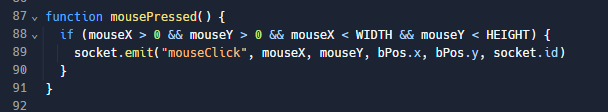 87 function mousePressed() {
88 if (mouseX > 0 && mouseY > 0 && mouseX < WIDTH && mouseY < HEIGHT) {
89 socket.emit("mouseClick", mouseX, mouseY, bPos.x, bPos.y, socket.id)
90 }
91 }
92